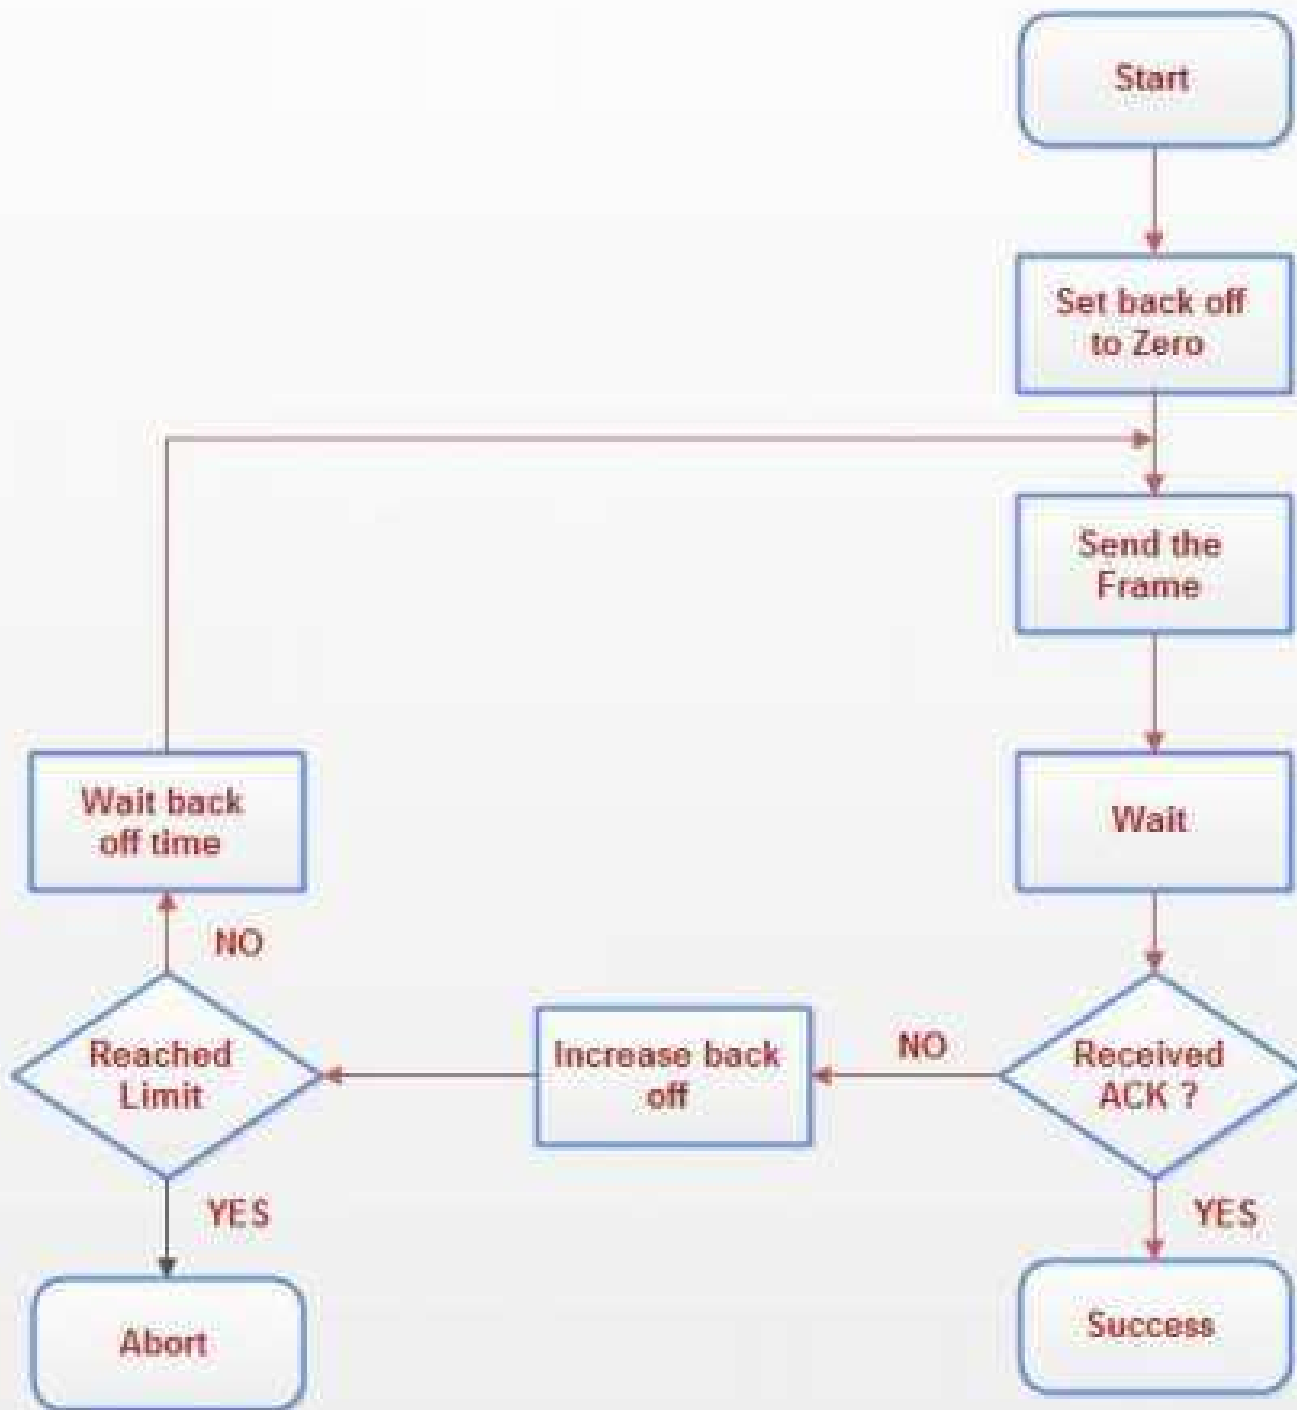 Start
Set back off
to Zero
Send the
Frame
Wait
Received
ACK ?
YES
Success
NO
Increase back
off
Reached
Limit
NO
Wait back
off time
YES
Abort